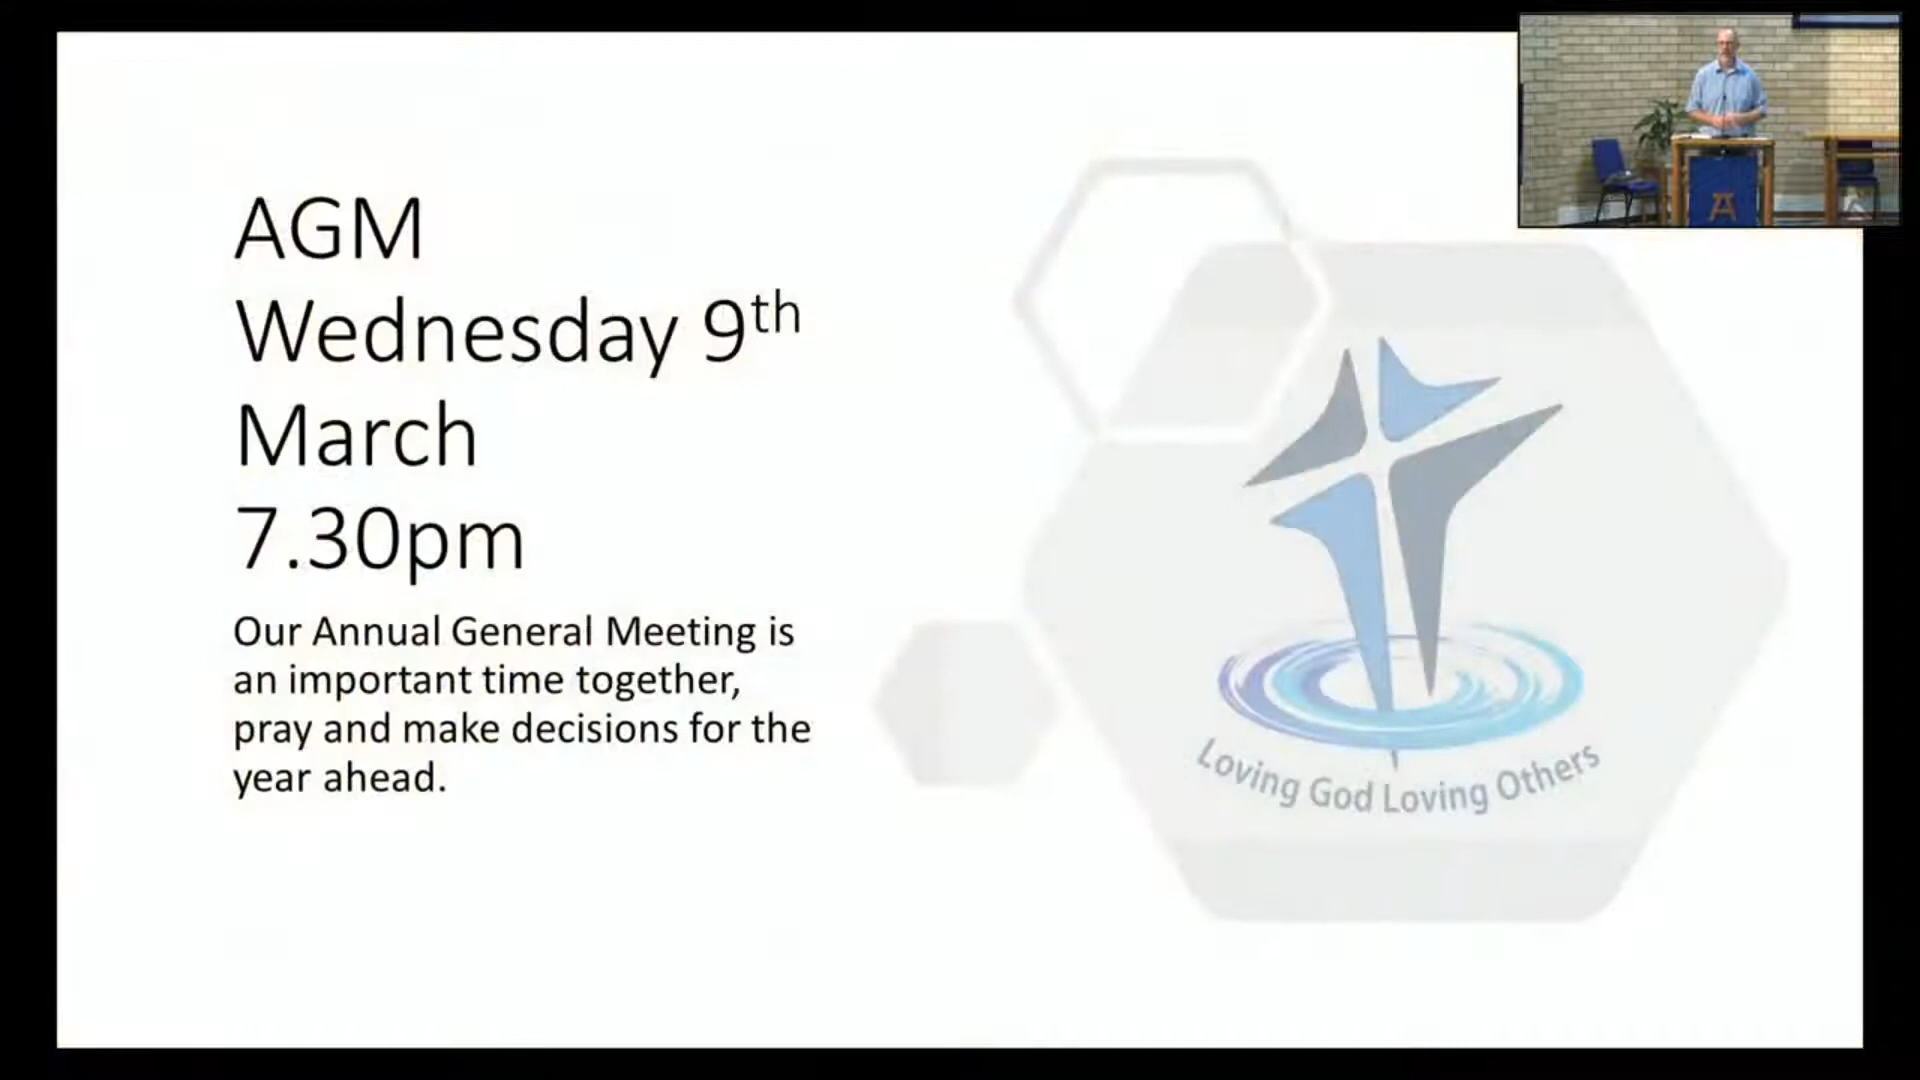 AGM
Wednesday 9th
March
7.30pm
Our Annual General Meeting is
an important time together,
pray and make decisions for the
year ahead.
Loving God Loving Others